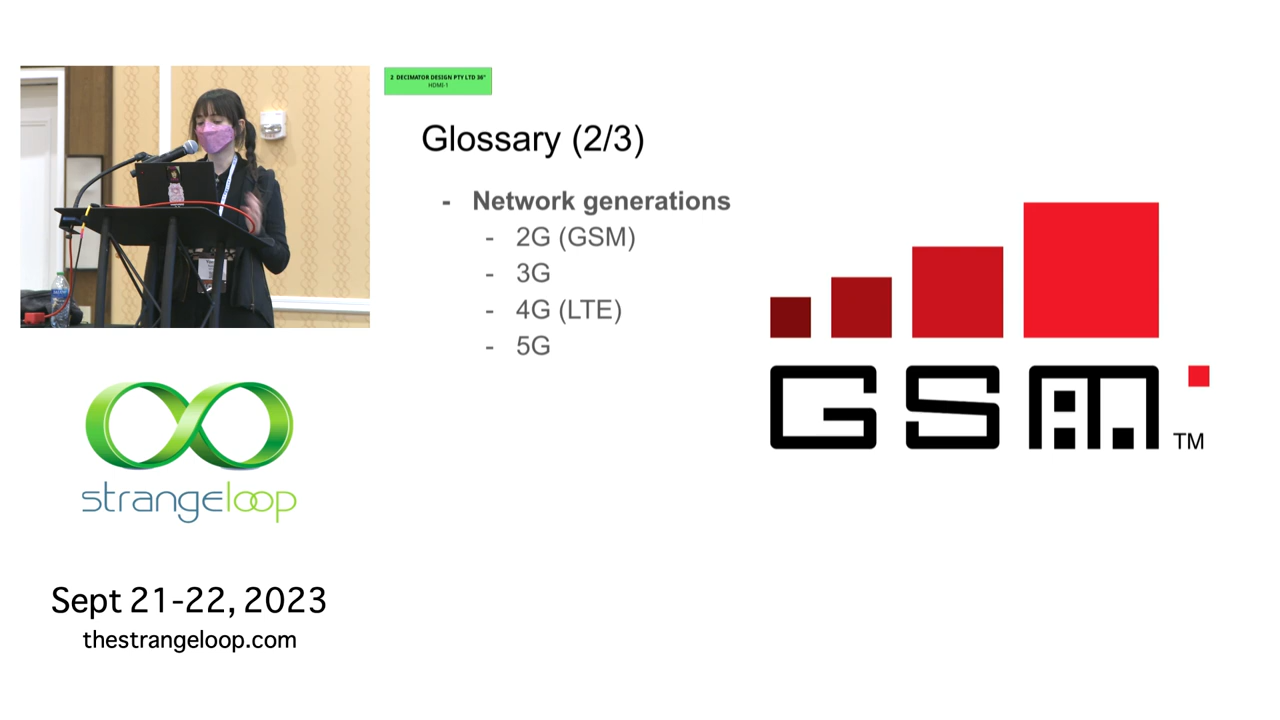 2 DECIMATOR DESIGN PTY LTD 36"
HDMI-1
Glossary (2/3)
- Network generations
- 2G (GSM)
- 3G
- 4G (LTE)
- 5G
GSM
TM
strangeloop
Sept 21-22, 2023
thestrangeloop.com